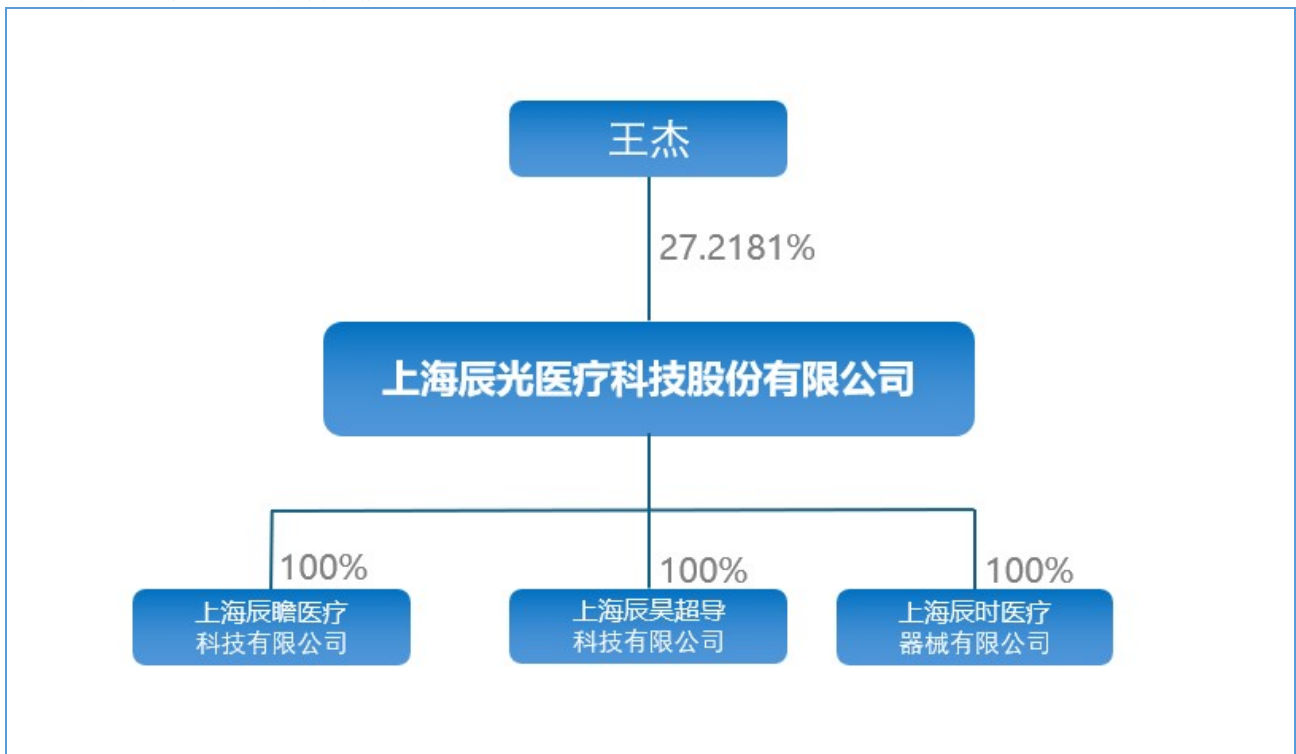 王杰
27.2181%
上海辰光医疗科技股份有限公司
100%
100%
100%
上海辰瞻医疗
科技有限公司
上海辰昊超导
科技有限公司
上海辰时医疗
器械有限公司